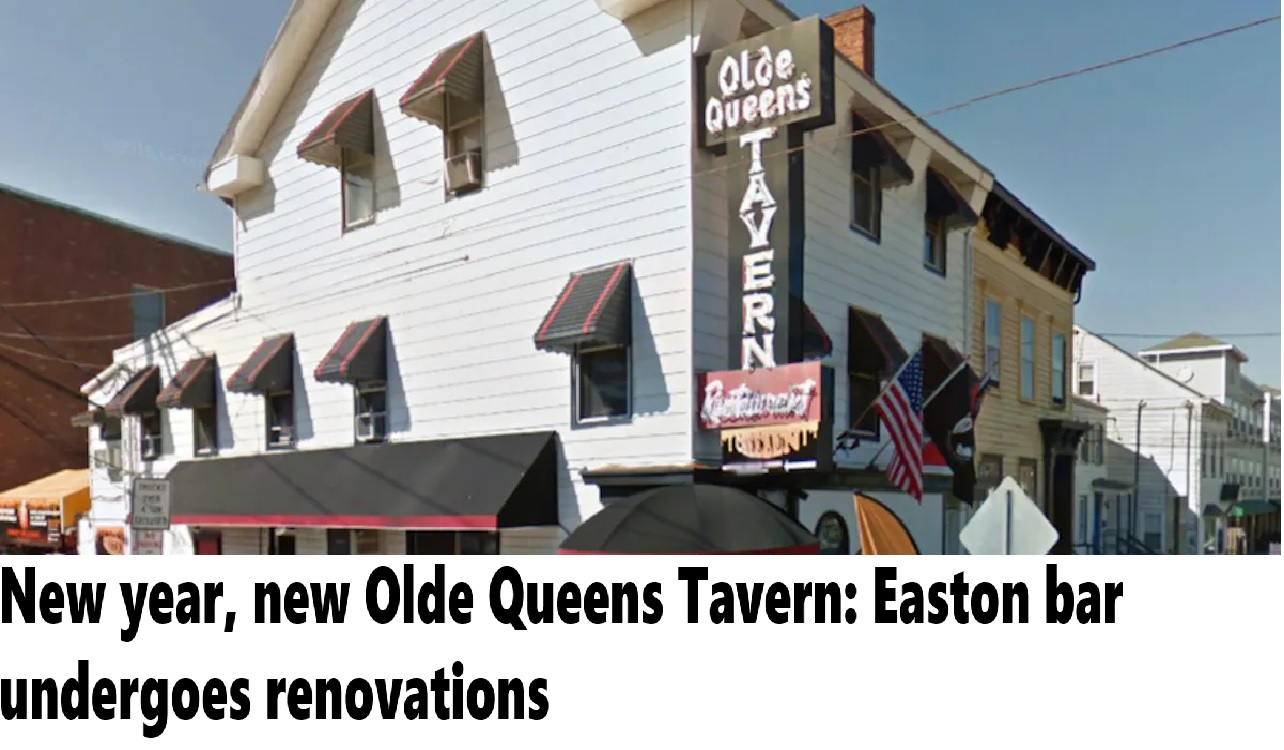 Olde
Queens
TAVERN
Restaurant
New year, new Olde Queens Tavern: Easton bar
undergoes renovations